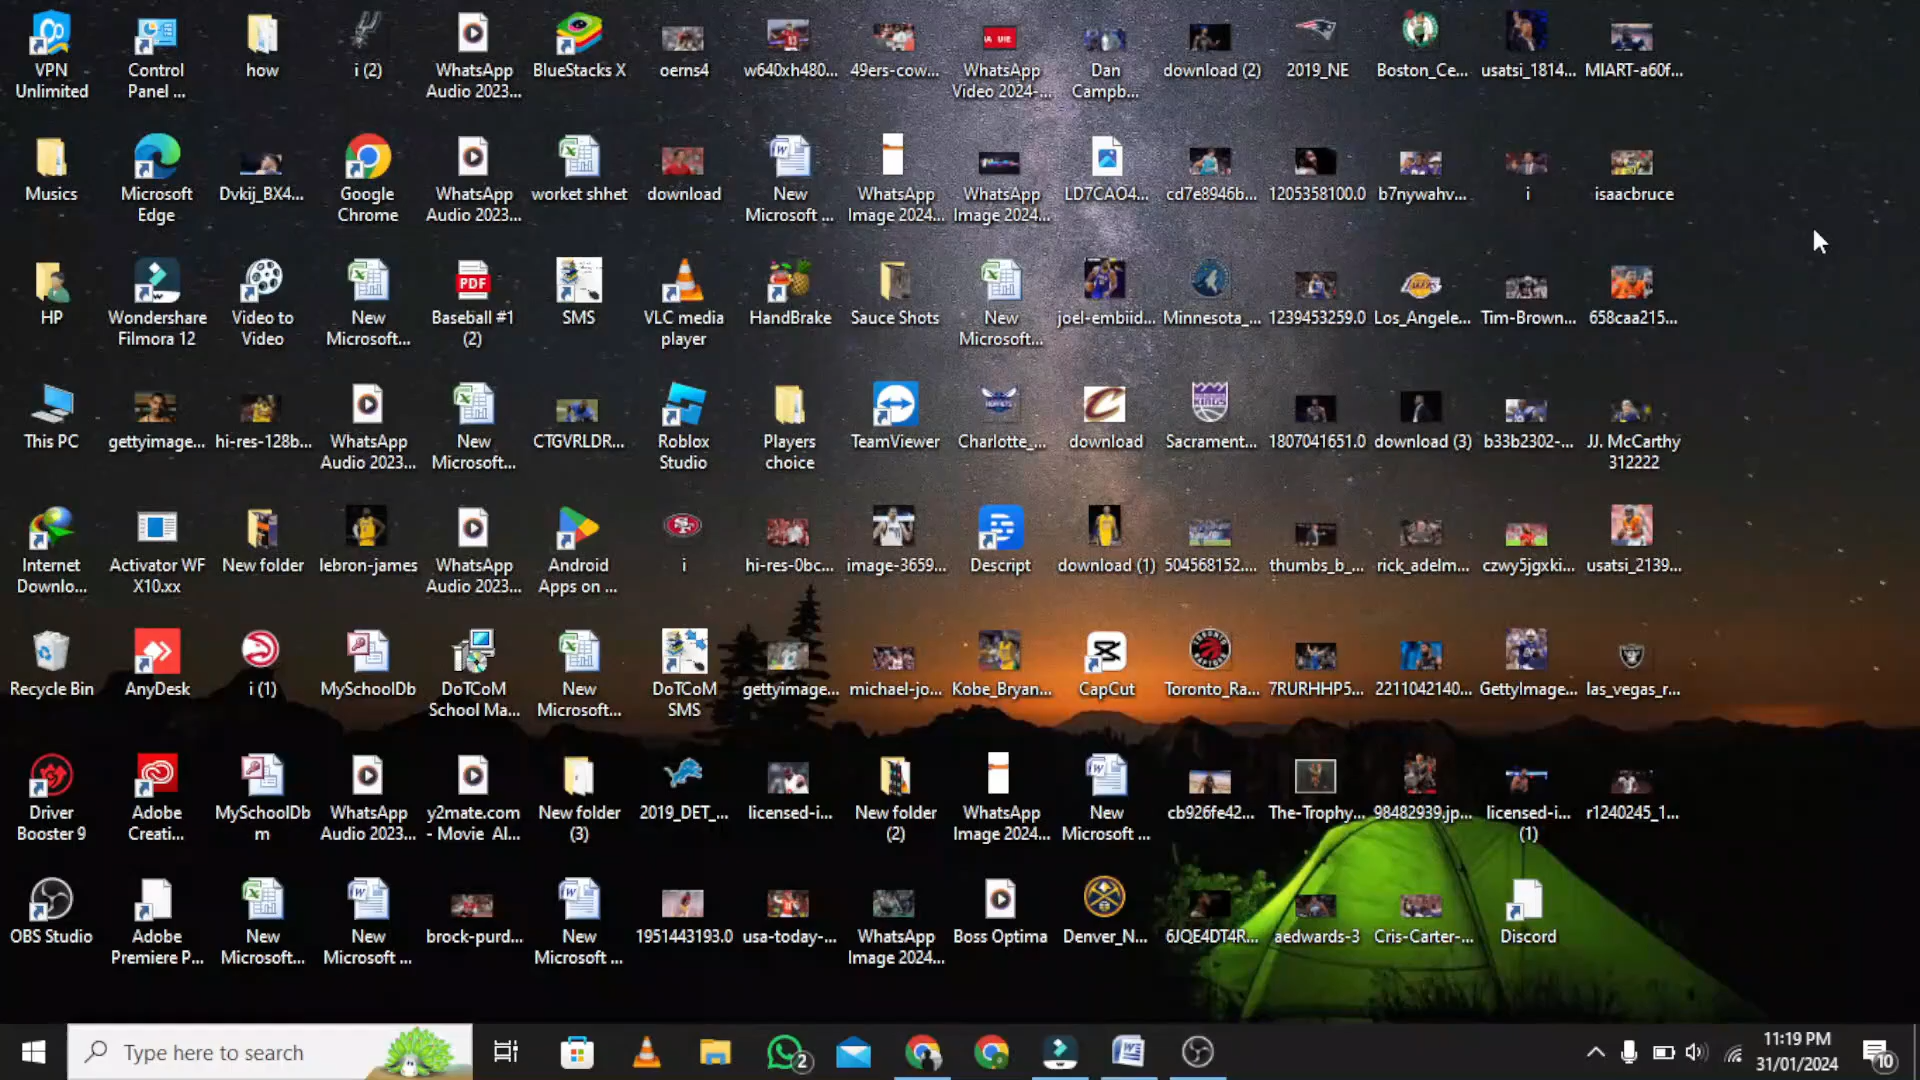 VPN Unlimited
Control Panel ...
how
i (2)
WhatsApp Audio 2023...
BlueStacks X
oerns4
w640xh480...
49ers-cow...
WhatsApp Video 2024-...
Dan Campb...
download (2)
2019_NE
Boston_Ce...
usatsi_1814...
MIART-a60f...
Musics
Microsoft Edge
Dvkij_BX4...
Google Chrome
WhatsApp Audio 2023...
worket shhet
download
New Microsoft ...
WhatsApp Image 2024...
WhatsApp Image 2024...
LD7CAO4...
cd7e8946b...
1205358100.0
b7nywahv...
i
isaacbruce
HP
Wondershare Filmora 12
Video to Video
New Microsoft...
PDF
Baseball #1 (2)
SMS
VLC media player
HandBrake
Sauce Shots
New Microsoft...
joel-embiid...
Minnesota_...
1239453259.0
Los_Angele...
Tim-Brown...
658caa215...
This PC
gettyimage...
hi-res-128b...
WhatsApp Audio 2023...
New Microsoft...
CTGVRLDR...
Roblox Studio
Players choice
TeamViewer
Charlotte_...
download
Sacrament...
1807041651.0
download (3)
b33b2302-...
JJ. McCarthy 312222
Internet Downlo...
Activator WF X10.xx
New folder
lebron-james
WhatsApp Audio 2023...
Android Apps on ...
i
hi-res-0bc...
image-3659...
Descript
download (1)
504568152....
thumbs_b_...
rick_adelm...
czwy5jgxki...
usatsi_2139...
Recycle Bin
AnyDesk
i (1)
MySchoolDb
DoTCoM School Ma...
New Microsoft...
DoTCoM SMS
gettyimage...
michael-jo...
Kobe_Bryan...
CapCut
Toronto_Ra...
7RURHHP5...
2211042140...
GettyImage...
las_vegas_r...
Driver Booster 9
Adobe Creati...
MySchoolDb m
WhatsApp Audio 2023...
y2mate.com - Movie Al...
New folder (3)
2019_DET_...
licensed-i...
New folder (2)
WhatsApp Image 2024...
New Microsoft ...
cb926fe42...
The-Trophy...
98482939.jp...
licensed-i... (1)
r1240245_1...
OBS Studio
Adobe Premiere P...
New Microsoft...
New Microsoft ...
brock-purd...
New Microsoft ...
1951443193.0
usa-today-...
WhatsApp Image 2024...
Boss Optima
Denver_N...
6JQE4DT4R...
aedwards-3
Cris-Carter-...
Discord
Type here to search
2
11:19 PM
31/01/2024
10